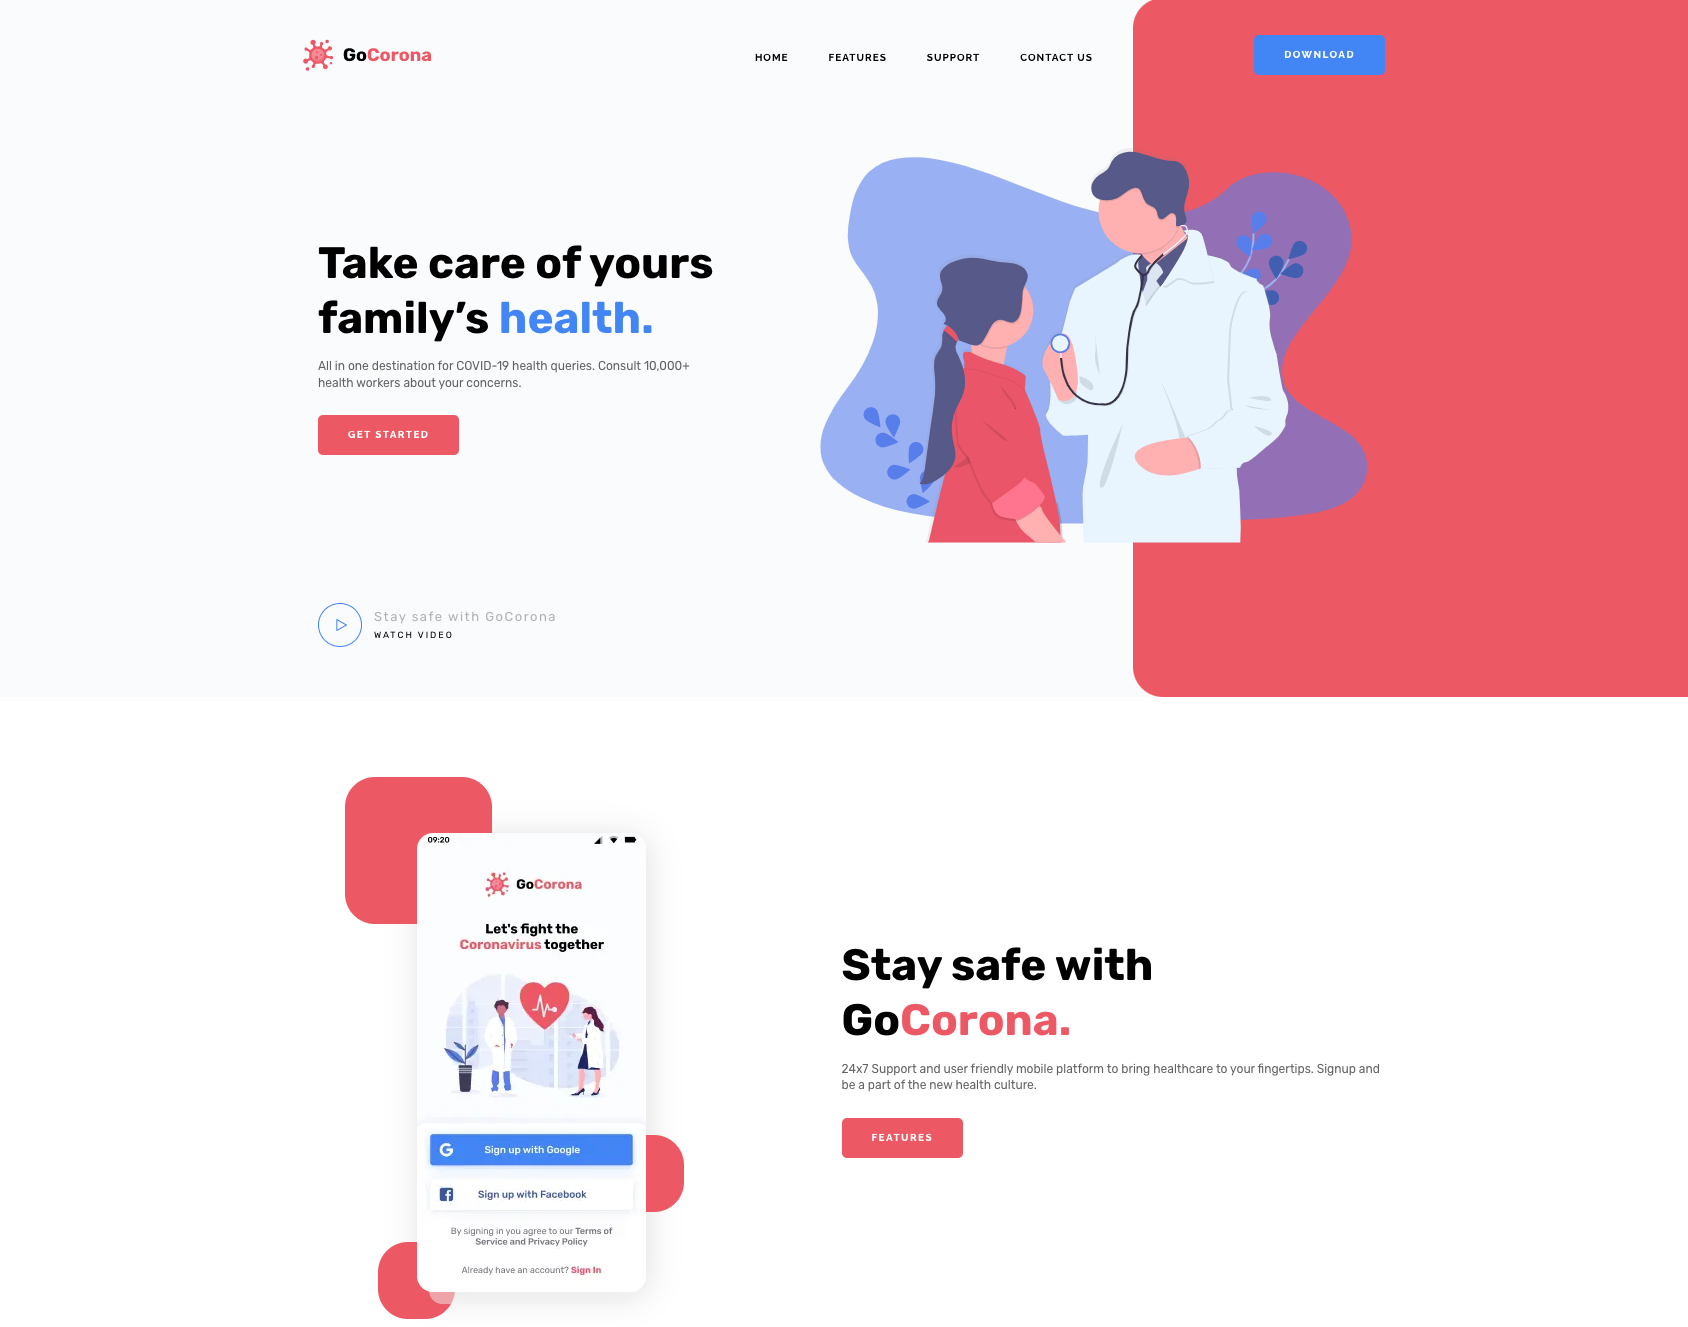 GoCorona
HOME
FEATURES
SUPPORT
CONTACT US
DOWNLOAD
Take care of yours
family’s health.
All in one destination for COVID-19 health queries. Consult 10,000+
health workers about your concerns.
GET STARTED
Stay safe with GoCorona
WATCH VIDEO
09:20
GoCorona
Let's fight the
Coronavirus together
Sign up with Google
Sign up with Facebook
By signing in you agree to our Terms of
Service and Privacy Policy
Already have an account? Sign In
Stay safe with
GoCorona.
24x7 Support and user friendly mobile platform to bring healthcare to your fingertips. Signup and
be a part of the new health culture.
FEATURES